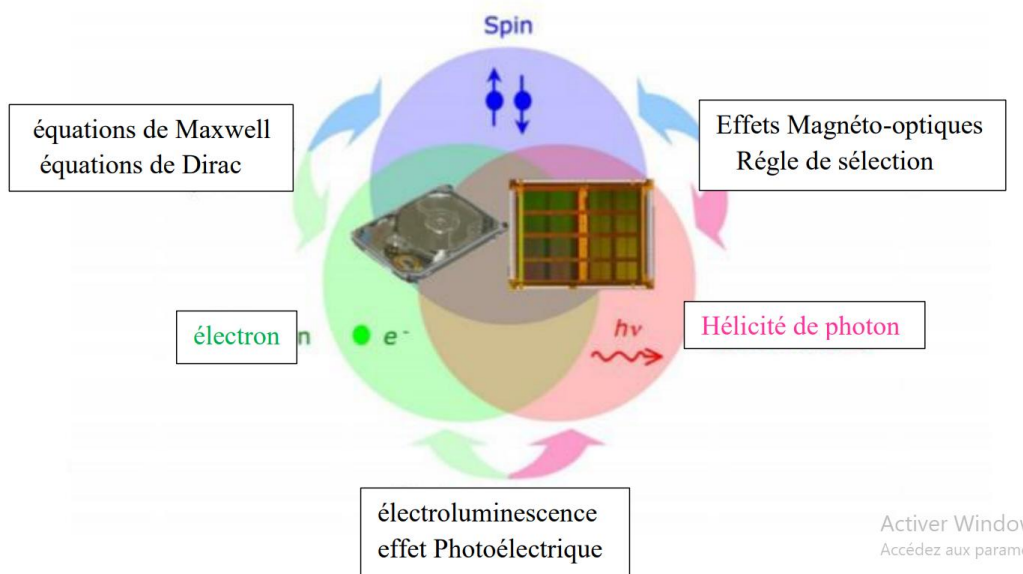 Spin
équations de Maxwell
équations de Dirac
Effets Magnéto-optiques
Régle de sélection
électron n
e-
hν
Hélicité de photon
électroluminescence
effet Photoélectrique
Activer Window
Accédez aux param